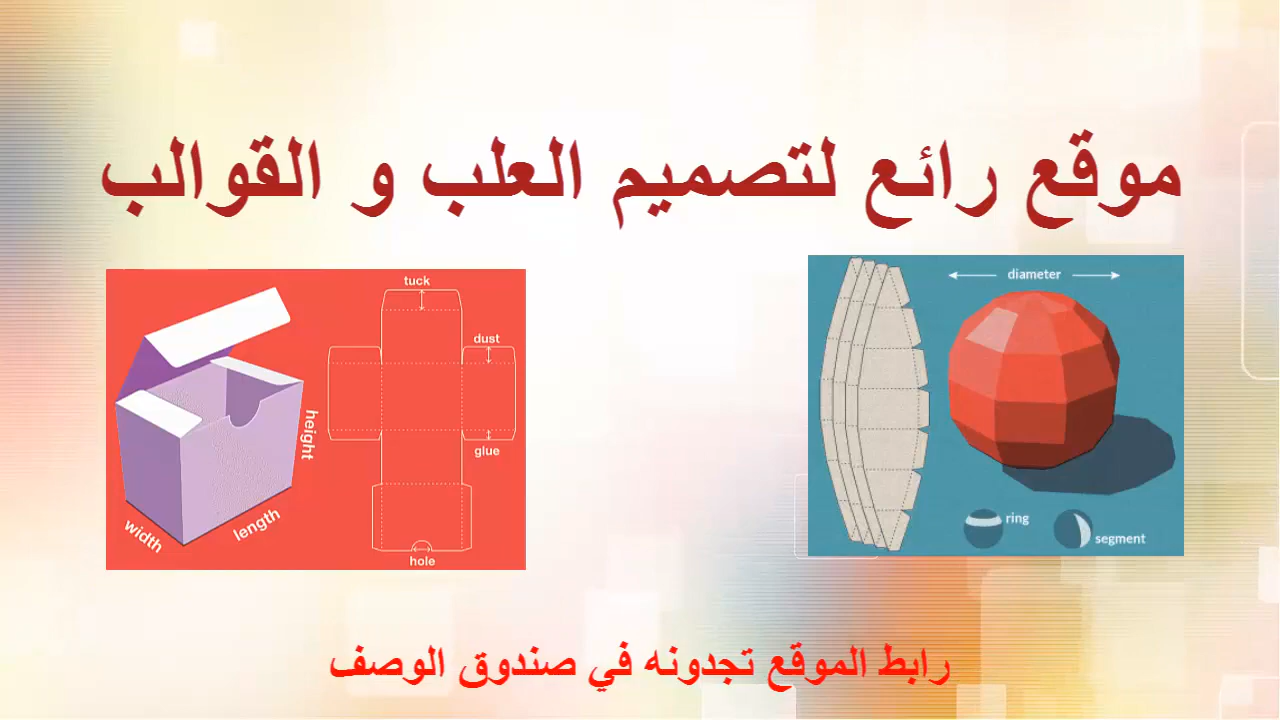 موقع رائع لتصميم العلب و القوالب
tuck
dust
height
glue
width
length
hole
diameter
ring
segment
رابط الموقع تجدونه في صندوق الوصف